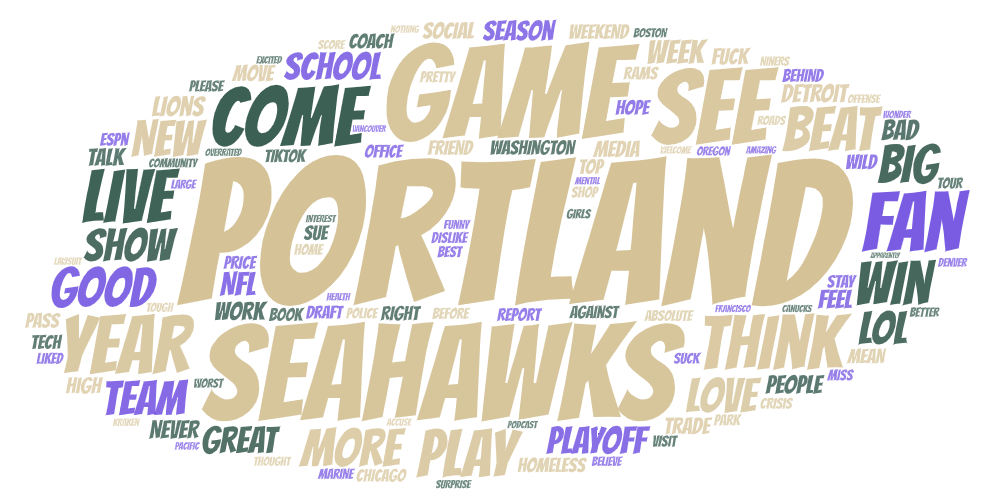 NOTHING
SOCIAL
SEASON
WEEKEND
BOSTON
SCORE
COACH
GAME
WEEK
FUCK
NINERS
EXCITED
SCHOOL
PRETTY
RAMS
SEE
BEHIND
MOVE
PLEASE
COME
HOPE
DETROIT
OFFENSE
LIONS
ROADS
BEAT
WONDER
NEW
VANCOUVER
BAD
ESPN
OFFICE
FRIEND
WASHINGTON
MEDIA
WELCOME
OREGON
AMAZING
TALK
COMMUNITY
OVERRATED
TIKTOK
WILD
BIG
TOP
LIVE
LARGE
PORTLAND
MENTAL
SHOP
TOUR
GIRLS
FAN
INTEREST
SUE
HOME
FUNNY
DISLIKE
BEST
SHOW
LAWSUIT
PRICE
NFL
APPARENTLY
DENVER
GOOD
STAY
FEEL
WIN
HEALTH
TOUGH
WORK
BOOK
DRAFT
POLICE
RIGHT
BEFORE
REPORT
AGAINST
ABSOLUTE
FRANCISCO
CANUCKS
BETTER
PASS
YEAR
SEAHAWKS
THINK
LOL
TECH
LIKED
SUCK
MEAN
HIGH
TEAM
WORST
LOVE
PEOPLE
MISS
CRISIS
KRAKEN
NEVER
ACCUSE
PODCAST
TRADE
PARK
PACIFIC
GREAT
MORE
PLAY
PLAYOFF
VISIT
THOUGHT
MARINE
CHICAGO
HOMELESS
BELIEVE
SURPRISE